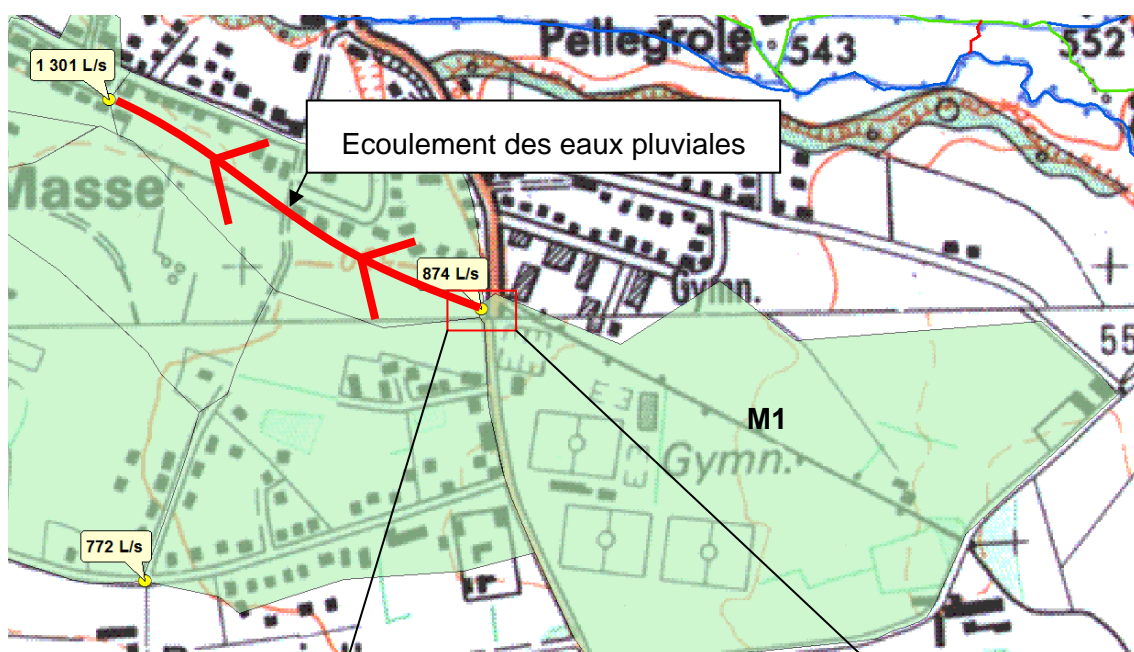 Pellegrole
543
552
1 301 L/s
Ecoulement des eaux pluviales
Masse
874 L/s
Gymn.
55
M1
Gymn.
772 L/s